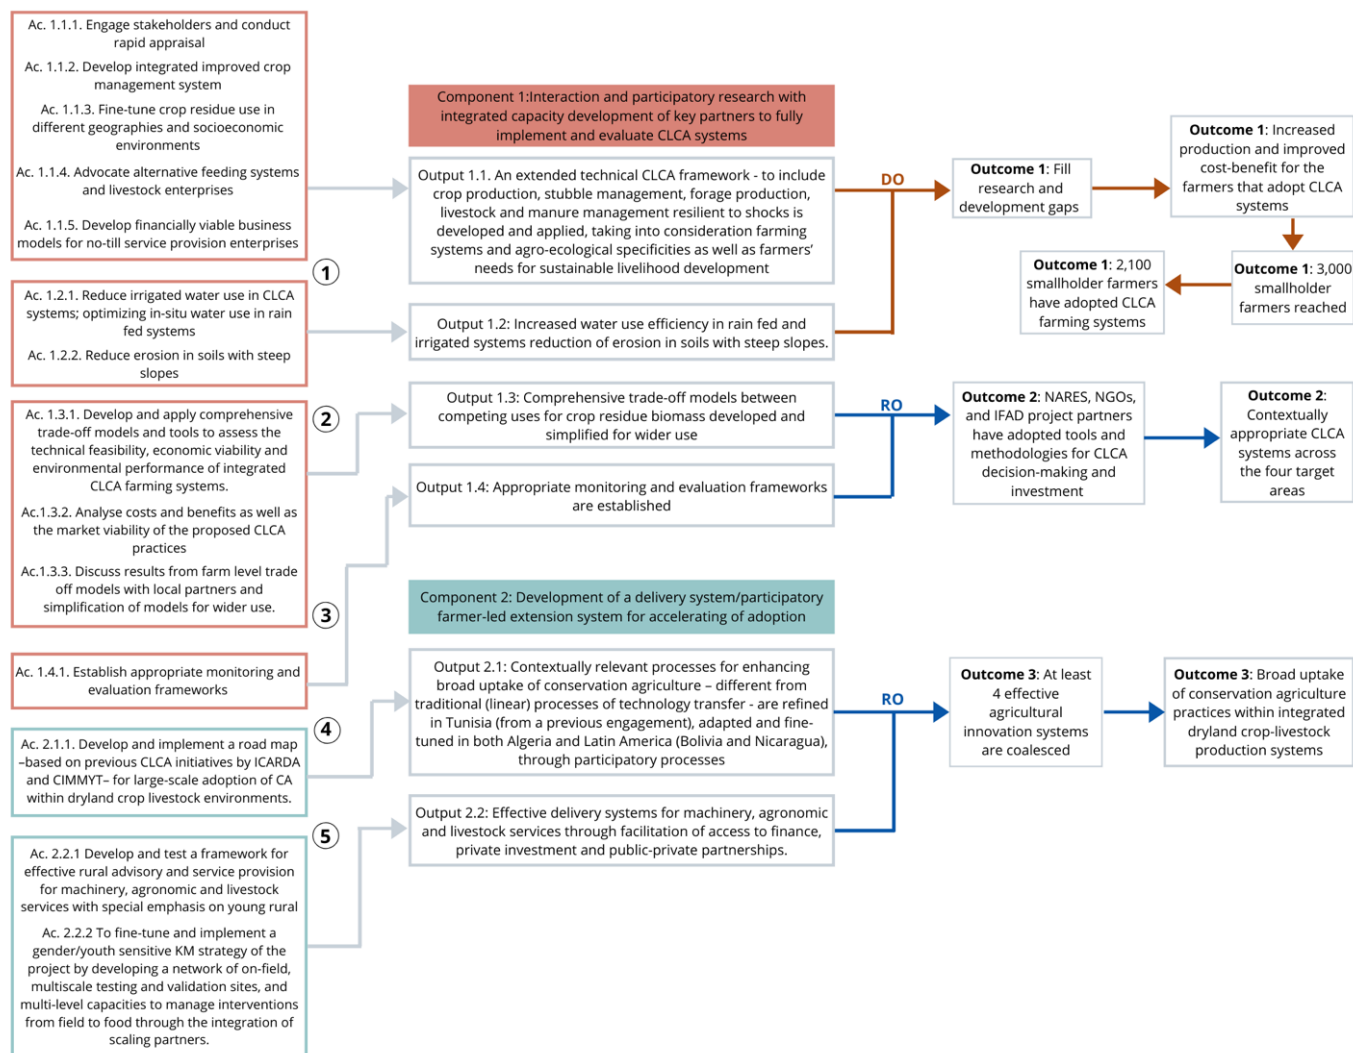 Ac. 1.1.1. Engage stakeholders and conduct
rapid appraisal
Ac. 1.1.2. Develop integrated improved crop
management system
Ac. 1.1.3. Fine-tune crop residue use in
different geographies and socioeconomic
environments
Ac. 1.1.4. Advocate alternative feeding systems
and livestock enterprises
Ac. 1.1.5. Develop financially viable business
models for no-till service provision enterprises
1
Ac. 1.2.1. Reduce irrigated water use in CLCA
systems; optimizing in-situ water use in rain
fed systems
Ac. 1.2.2. Reduce erosion in soils with steep
slopes
2
Ac. 1.3.1. Develop and apply comprehensive
trade-off models and tools to assess the
technical feasibility, economic viability and
environmental performance of integrated
CLCA farming systems.
Ac.1.3.2. Analyse costs and benefits as well as
the market viability of the proposed CLCA
practices
Ac.1.3.3. Discuss results from farm level trade
off models with local partners and
simplification of models for wider use.
3
Ac. 1.4.1. Establish appropriate monitoring and
evaluation frameworks
4
Ac. 2.1.1. Develop and implement a road map
–based on previous CLCA initiatives by ICARDA
and CIMMYT– for large-scale adoption of CA
within dryland crop livestock environments.
5
Ac. 2.2.1 Develop and test a framework for
effective rural advisory and service provision
for machinery, agronomic and livestock
services with special emphasis on young rural
Ac. 2.2.2 To fine-tune and implement a
gender/youth sensitive KM strategy of the
project by developing a network of on-field,
multiscale testing and validation sites, and
multi-level capacities to manage interventions
from field to food through the integration of
scaling partners.
Component 1:Interaction and participatory research with
integrated capacity development of key partners to fully
implement and evaluate CLCA systems
Output 1.1. An extended technical CLCA framework - to include
crop production, stubble management, forage production,
livestock and manure management resilient to shocks is
developed and applied, taking into consideration farming
systems and agro-ecological specificities as well as farmers’
needs for sustainable livelihood development
Output 1.2: Increased water use efficiency in rain fed and
irrigated systems reduction of erosion in soils with steep slopes.
DO
Outcome 1: Fill
research and
development gaps
Outcome 1: Increased
production and improved
cost-benefit for the
farmers that adopt CLCA
systems
Outcome 1: 3,000
smallholder
farmers reached
Outcome 1: 2,100
smallholder farmers
have adopted CLCA
farming systems
Output 1.3: Comprehensive trade-off models between
competing uses for crop residue biomass developed and
simplified for wider use
Output 1.4: Appropriate monitoring and evaluation frameworks
are established
RO
Outcome 2: NARES, NGOs,
and IFAD project partners
have adopted tools and
methodologies for CLCA
decision-making and
investment
Outcome 2:
Contextually
appropriate CLCA
systems across
the four target
areas
Component 2: Development of a delivery system/participatory
farmer-led extension system for accelerating of adoption
Output 2.1: Contextually relevant processes for enhancing
broad uptake of conservation agriculture – different from
traditional (linear) processes of technology transfer - are refined
in Tunisia (from a previous engagement), adapted and fine-
tuned in both Algeria and Latin America (Bolivia and Nicaragua),
through participatory processes
Output 2.2: Effective delivery systems for machinery, agronomic
and livestock services through facilitation of access to finance,
private investment and public-private partnerships.
RO
Outcome 3: At least
4 effective
agricultural
innovation systems
are coalesced
Outcome 3: Broad uptake
of conservation agriculture
practices within integrated
dryland crop-livestock
production systems